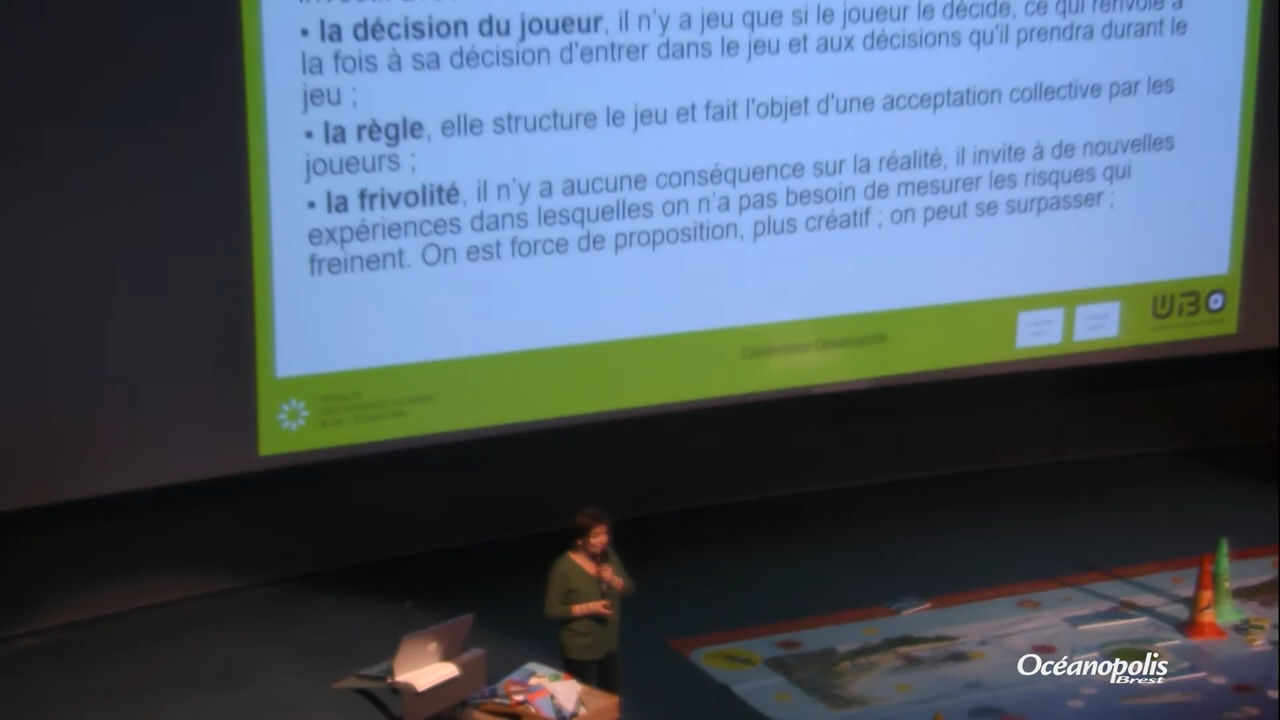 • la décision du joueur, il n'y a jeu que si le joueur le décide, ce qui renvoie à
la fois à sa décision d'entrer dans le jeu et aux décisions qu'il prendra durant le
jeu ;
• la règle, elle structure le jeu et fait l'objet d'une acceptation collective par les
joueurs ;
• la frivolité, il n'y a aucune conséquence sur la réalité, il invite à de nouvelles
expériences dans lesquelles on n'a pas besoin de mesurer les risques qui
freinent. On est force de proposition, plus créatif ; on peut se surpasser ;
Conférence Océanopolis
UBO
Océanopolis
Brest